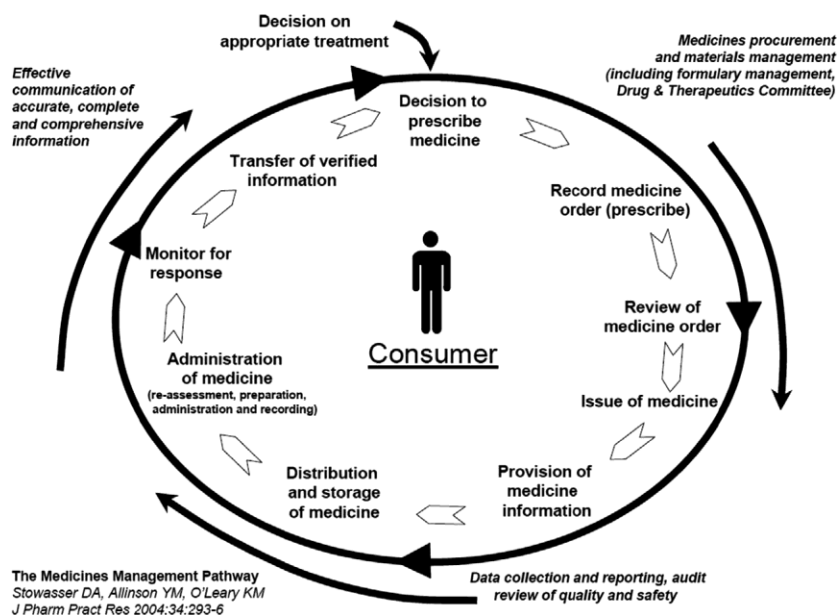 Decision on
appropriate treatment
Medicines procurement
and materials management
(including formulary management,
Drug & Therapeutics Committee)
Effective
communication of
accurate, complete
and comprehensive
information
Decision to
prescribe
medicine
Transfer of verified
information
Record medicine
order (prescribe)
Monitor for
response
Review of
medicine order
Consumer
Administration
of medicine
(re-assessment, preparation,
administration and recording)
Issue of medicine
Distribution
and storage
of medicine
Provision of
medicine
information
The Medicines Management Pathway
Stowasser DA, Allinson YM, O'Leary KM
J Pharm Pract Res 2004:34:293-6
Data collection and reporting, audit
review of quality and safety